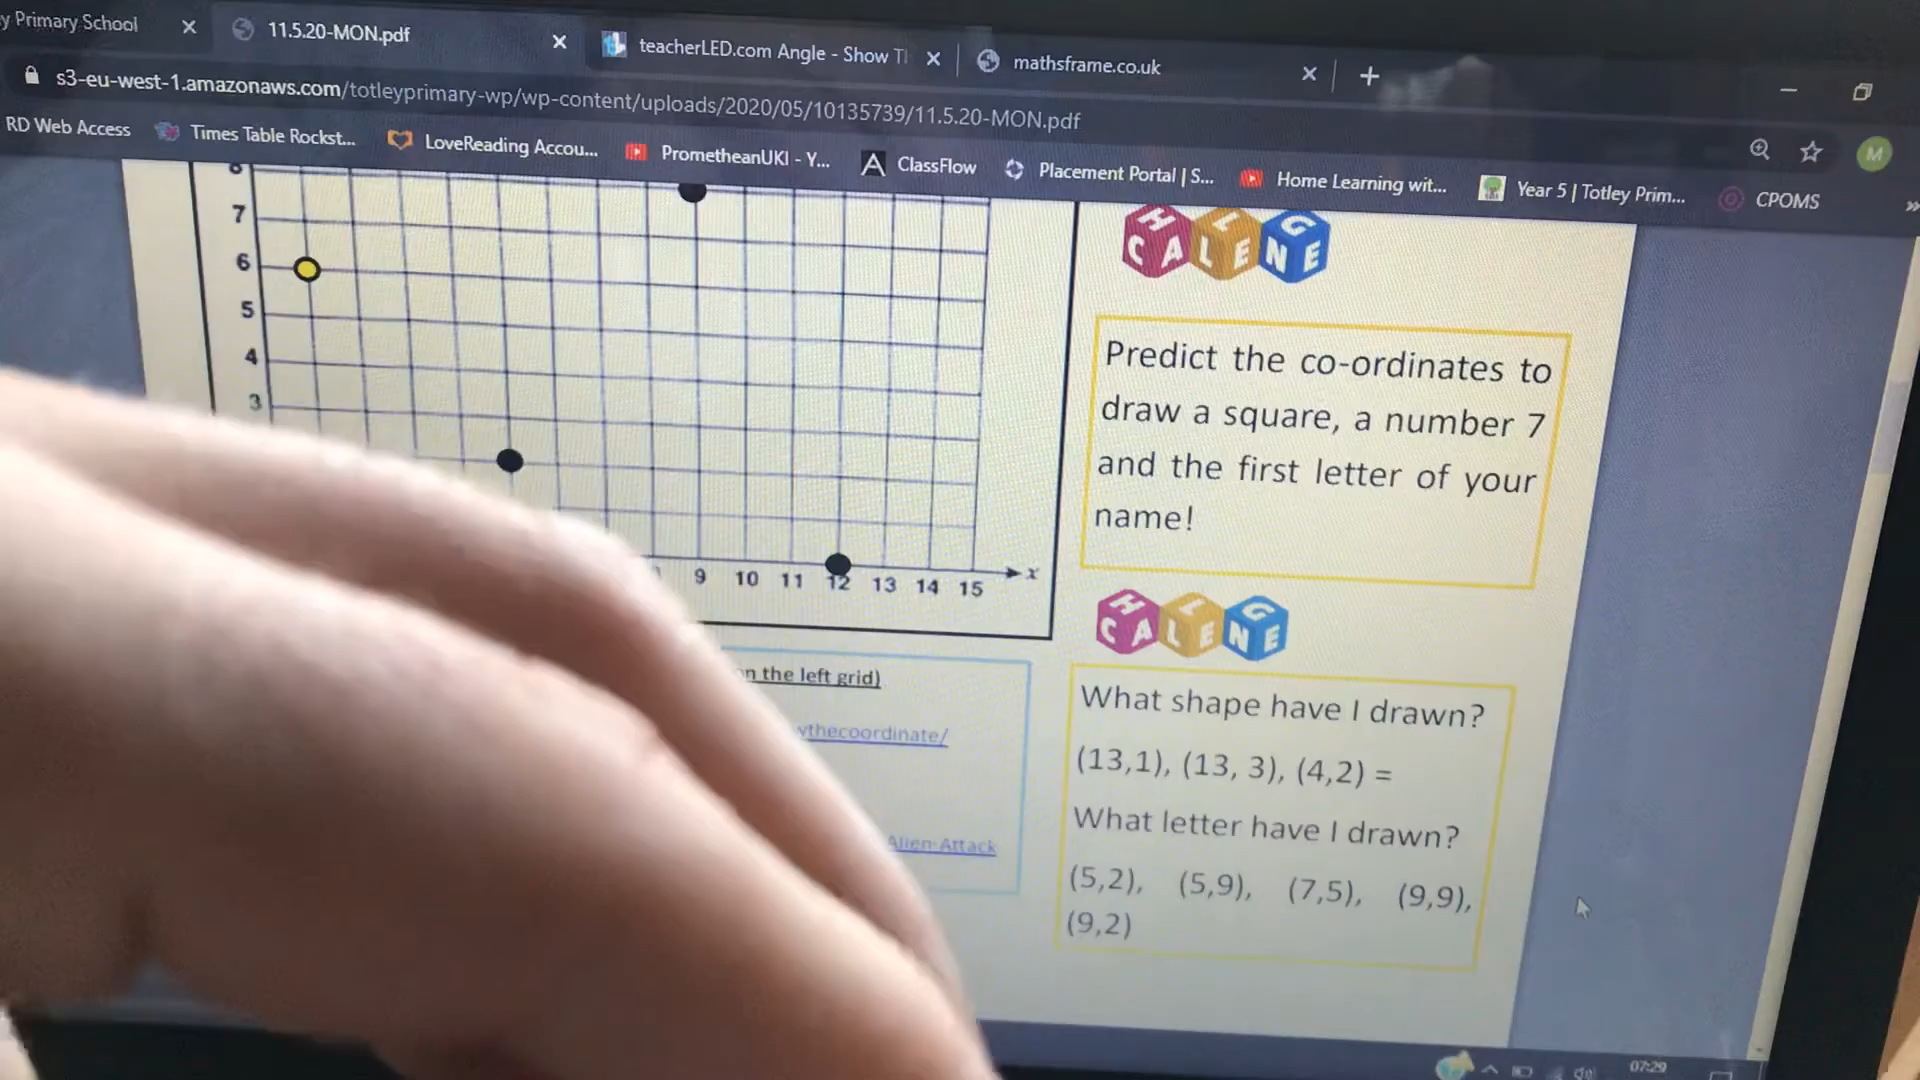 y Primary School
11.5.20-MON.pdf
teacherLED.com Angle - Show Tl
mathsframe.co.uk
s3-eu-west-1.amazonaws.com/totleyprimary-wp/wp-content/uploads/2020/05/10135739/11.5.20-MON.pdf
RD Web Access
Times Table Rockst...
LoveReading Accou...
PrometheanUKI - Y...
ClassFlow
Placement Portal | S...
Home Learning wit...
Year 5 | Totley Prim...
CPOMS
M
8
7
6
5
4
3
9 10 11 12 13 14 15 x
n the left grid)
ythecoordinate/
Alien-Attack
CHALLENGE
Predict the co-ordinates to
draw a square, a number 7
and the first letter of your
name!
CHALLENGE
What shape have I drawn?
(13,1), (13, 3), (4,2) =
What letter have I drawn?
(5,2), (5,9), (7,5), (9,9),
(9,2)
07:29